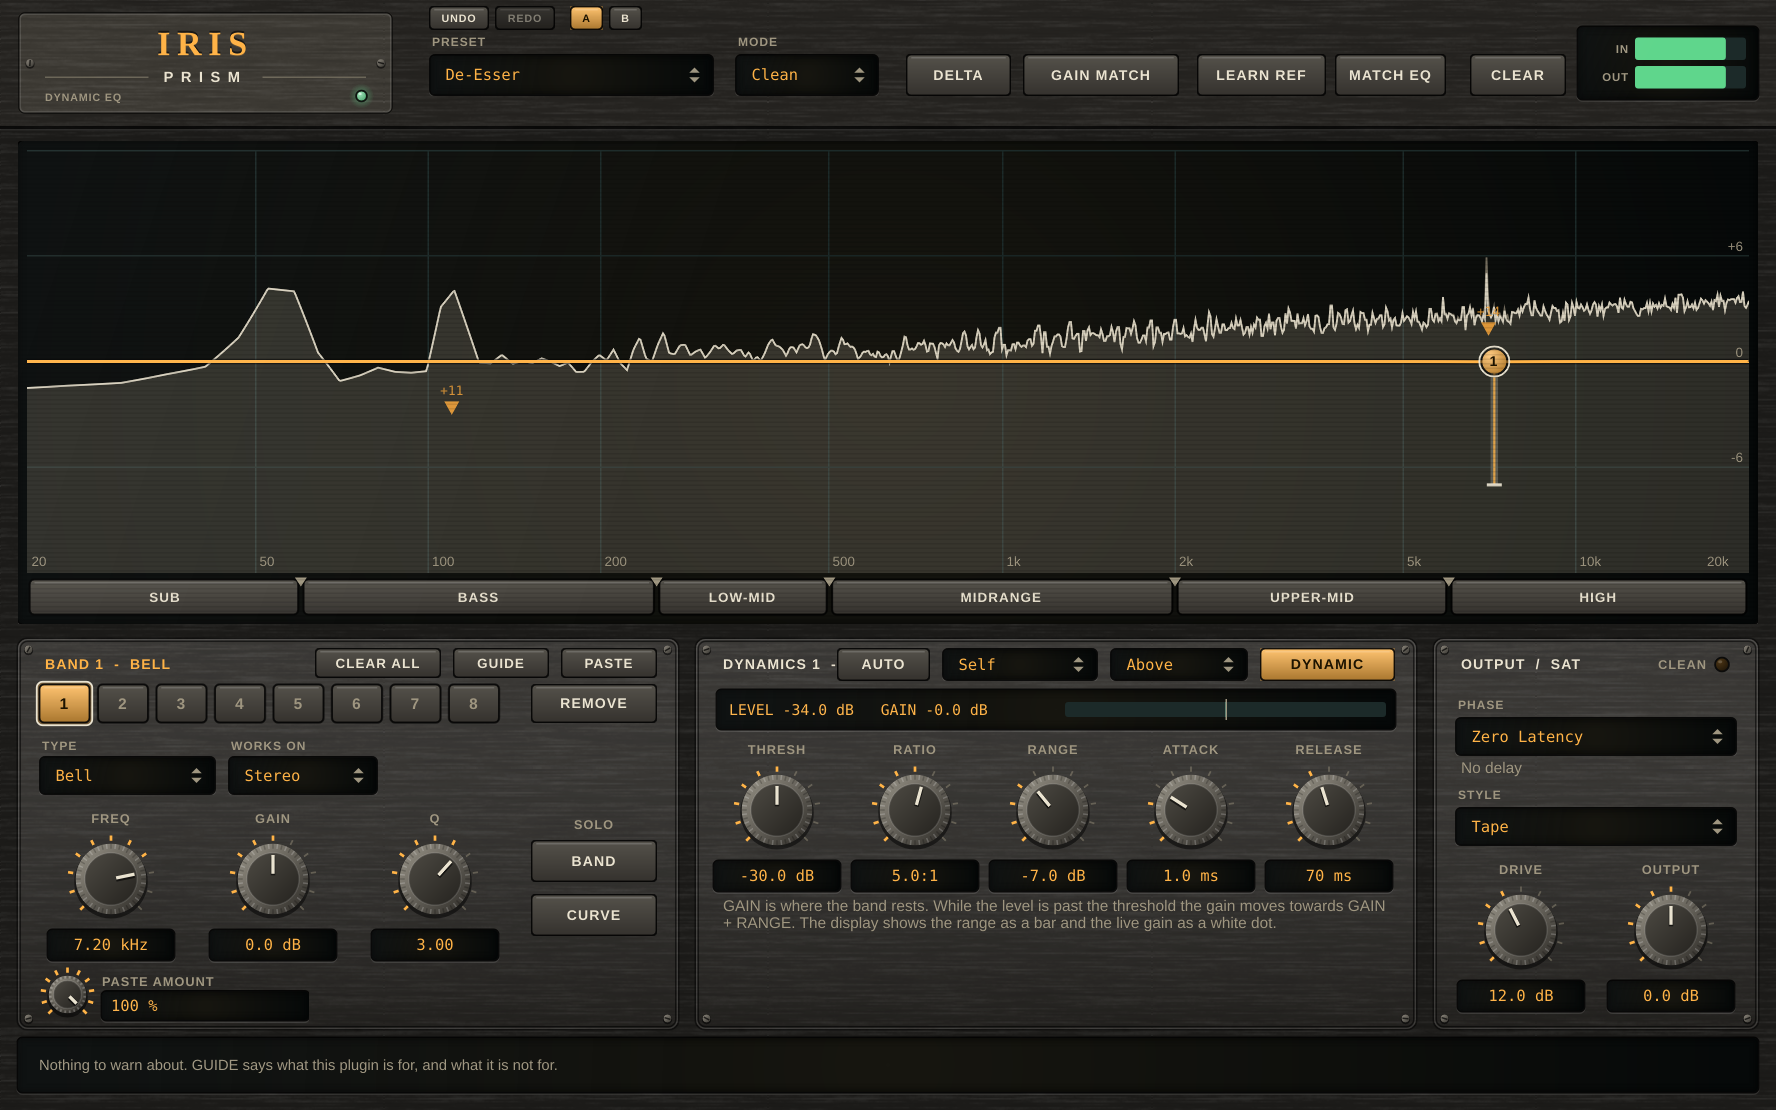 IRIS
PRISM
DYNAMIC EQ
UNDO REDO A B
PRESET MODE
De-Esser Clean
DELTA GAIN MATCH LEARN REF MATCH EQ CLEAR
IN
OUT
+6
0
-6
+11
1
20 50 100 200 500 1k 2k 5k 10k 20k
SUB BASS LOW-MID MIDRANGE UPPER-MID HIGH
BAND 1 - BELL CLEAR ALL GUIDE PASTE
1 2 3 4 5 6 7 8 REMOVE
TYPE WORKS ON
Bell Stereo
FREQ GAIN Q SOLO
BAND
CURVE
7.20 kHz 0.0 dB 3.00
PASTE AMOUNT
100 %
DYNAMICS 1 - AUTO Self Above DYNAMIC
LEVEL -34.0 dB GAIN -0.0 dB
THRESH RATIO RANGE ATTACK RELEASE
-30.0 dB 5.0:1 -7.0 dB 1.0 ms 70 ms
GAIN is where the band rests. While the level is past the threshold the gain moves towards GAIN
+ RANGE. The display shows the range as a bar and the live gain as a white dot.
OUTPUT / SAT CLEAN
PHASE
Zero Latency
No delay
STYLE
Tape
DRIVE OUTPUT
12.0 dB 0.0 dB
Nothing to warn about. GUIDE says what this plugin is for, and what it is not for.